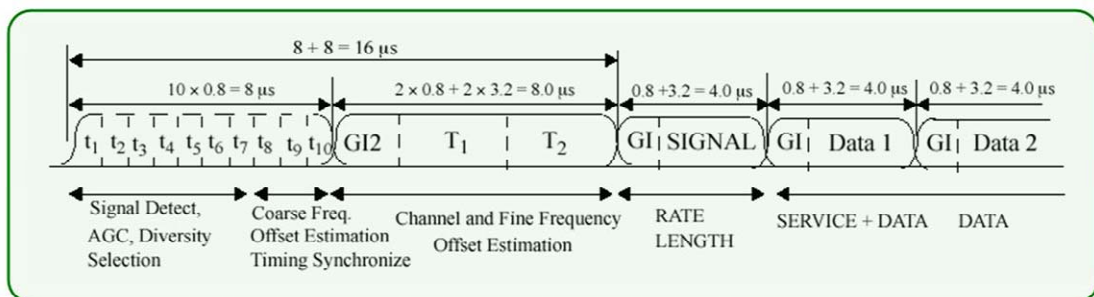 8 + 8 = 16 µs
10 × 0.8 = 8 µs
2 × 0.8 + 2 × 3.2 = 8.0 µs
0.8 +3.2 = 4.0 µs
0.8 + 3.2 = 4.0 µs
0.8 + 3.2 = 4.0 µs
t1 t2 t3 t4 t5 t6 t7 t8 t9 t10 GI2 T1 T2 GI SIGNAL GI Data 1 GI Data 2
Signal Detect,
AGC, Diversity
Selection
Coarse Freq.
Offset Estimation
Timing Synchronize
Channel and Fine Frequency
Offset Estimation
RATE
LENGTH
SERVICE + DATA
DATA